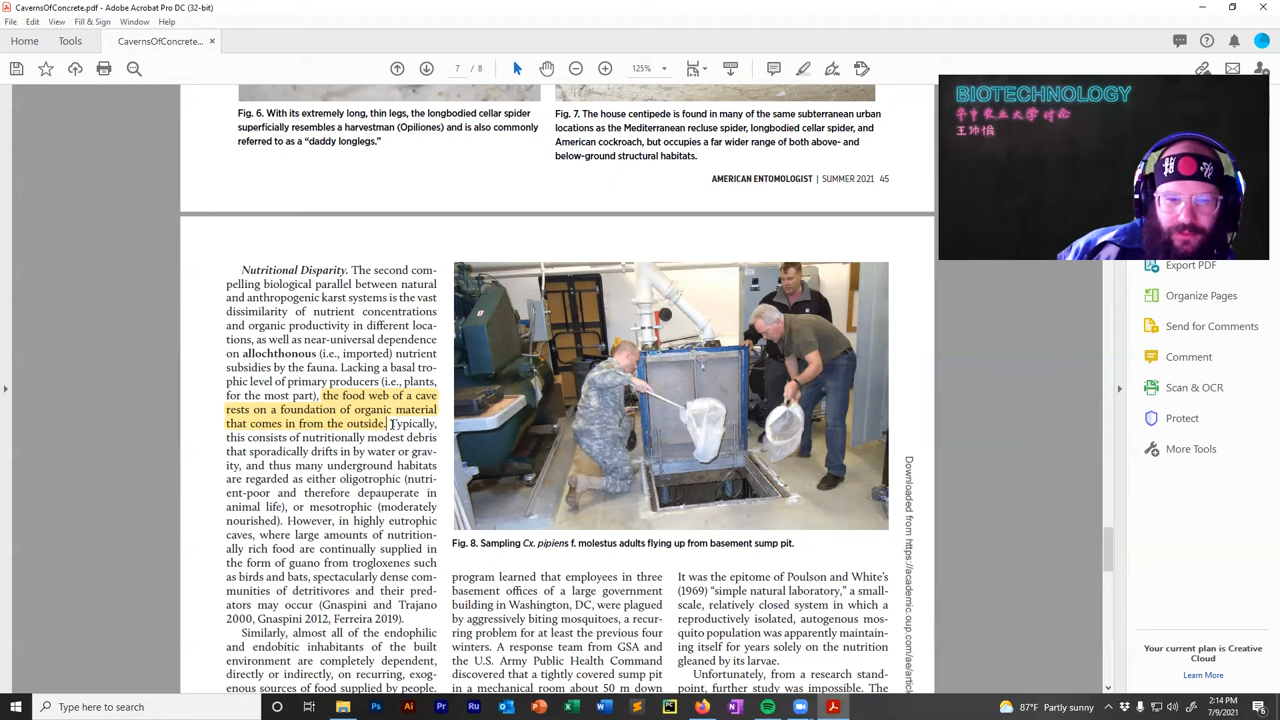 CavernsOfConcrete.pdf - Adobe Acrobat Pro DC (32-bit)
File Edit View Fill & Sign Window Help
Home Tools CavernsOfConcrete.... ×
7 / 8 125%
BIOTECHNOLOGY
华中农业大学讨论
Fig. 6. With its extremely long, thin legs, the longbodied cellar spider
superficially resembles a harvestman (Opiliones) and is also commonly
referred to as “daddy longlegs.”
Fig. 7. The house centipede is found in many of the same subterranean urban
locations as the Mediterranean recluse spider, longbodied cellar spider, and
American cockroach, but occupies a far wider range of both above- and
below-ground structural habitats.
AMERICAN ENTOMOLOGIST | SUMMER 2021 45
Nutritional Disparity. The second com-
pelling biological parallel between natural
and anthropogenic karst systems is the vast
dissimilarity of nutrient concentrations
and organic productivity in different loca-
tions, as well as near-universal dependence
on allochthonous (i.e., imported) nutrient
subsidies by the fauna. Lacking a basal tro-
phic level of primary producers (i.e., plants,
for the most part), the food web of a cave
rests on a foundation of organic material
that comes in from the outside. Typically,
this consists of nutritionally modest debris
that sporadically drifts in by water or grav-
ity, and thus many underground habitats
are regarded as either oligotrophic (nutri-
ent-poor and therefore depauperate in
animal life), or mesotrophic (moderately
nourished). However, in highly eutrophic
caves, where large amounts of nutrition-
ally rich food are continually supplied in
the form of guano from trogloxenes such
as birds and bats, spectacularly dense com-
munities of detritivores and their pred-
ators may occur (Gnaspini and Trajano
2000, Gnaspini 2012, Ferreira 2019).
Similarly, almost all of the endophilic
and endobitic inhabitants of the built
environment are completely dependent,
directly or indirectly, on recurring, exog-
enous sources of food supplied by people.
Fig. 8. Sampling Cx. pipiens f. molestus adults flying up from basement sump pit.
program learned that employees in three
basement offices of a large government
building in Washington, DC, were plagued
by aggressively biting mosquitoes, a recur-
ring problem for at least the previous four
winters. A response team from GSA and
the U.S. Army Public Health Command
discovered that a tightly covered sump pit
in a mechanical room about 50 m down
It was the epitome of Poulson and White’s
(1969) “simple natural laboratory,” a small-
scale, relatively closed system in which a
reproductively isolated, autogenous mos-
quito population was apparently maintain-
ing itself for years solely on the nutrition
gleaned by its larvae.
Unfortunately, from a research stand-
point, further study was impossible. The
Downloaded from https://academic.oup.com/ae/article
Export PDF
Organize Pages
Send for Comments
Comment
Scan & OCR
Protect
More Tools
Your current plan is Creative
Cloud
Learn More
Type here to search
87°F Partly sunny
2:14 PM
7/9/2021